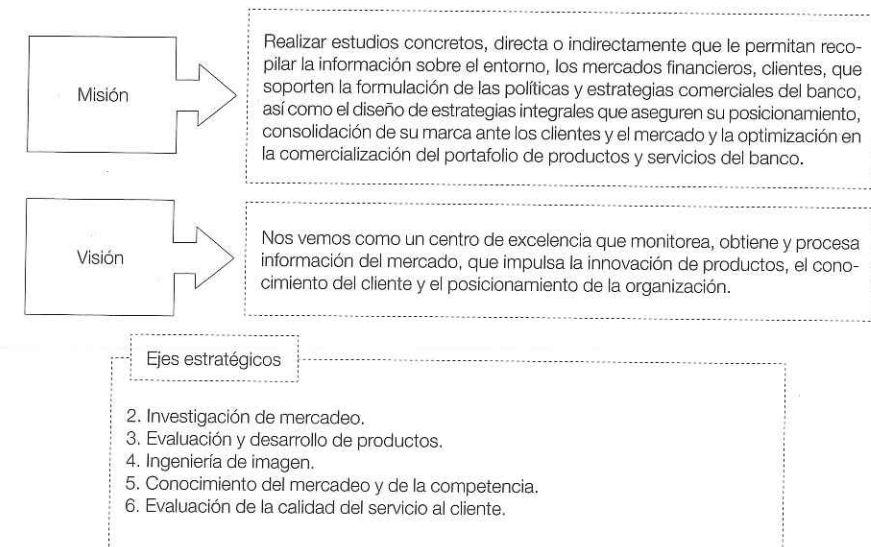 Misión
Realizar estudios concretos, directa o indirectamente que le permitan reco-
pilar la información sobre el entorno, los mercados financieros, clientes, que
soporten la formulación de las políticas y estrategias comerciales del banco,
así como el diseño de estrategias integrales que aseguren su posicionamiento,
consolidación de su marca ante los clientes y el mercado y la optimización en
la comercialización del portafolio de productos y servicios del banco.
Visión
Nos vemos como un centro de excelencia que monitorea, obtiene y procesa
información del mercado, que impulsa la innovación de productos, el cono-
cimiento del cliente y el posicionamiento de la organización.
Ejes estratégicos
2. Investigación de mercadeo.
3. Evaluación y desarrollo de productos.
4. Ingeniería de imagen.
5. Conocimiento del mercadeo y de la competencia.
6. Evaluación de la calidad del servicio al cliente.